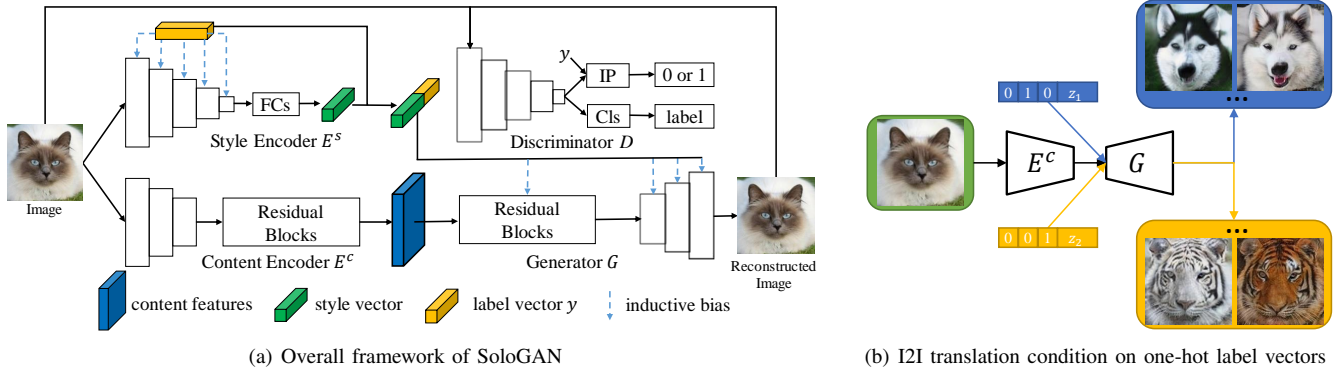 FCs
Style Encoder E^s
y
IP
0 or 1
Cls
label
Discriminator D
Image
Residual
Blocks
Content Encoder E^c
Residual
Blocks
Generator G
Reconstructed
Image
content features
style vector
label vector y
inductive bias
(a) Overall framework of SoloGAN
...
0 1 0 z_1
E^c
G
0 0 1 z_2
...
(b) I2I translation condition on one-hot label vectors